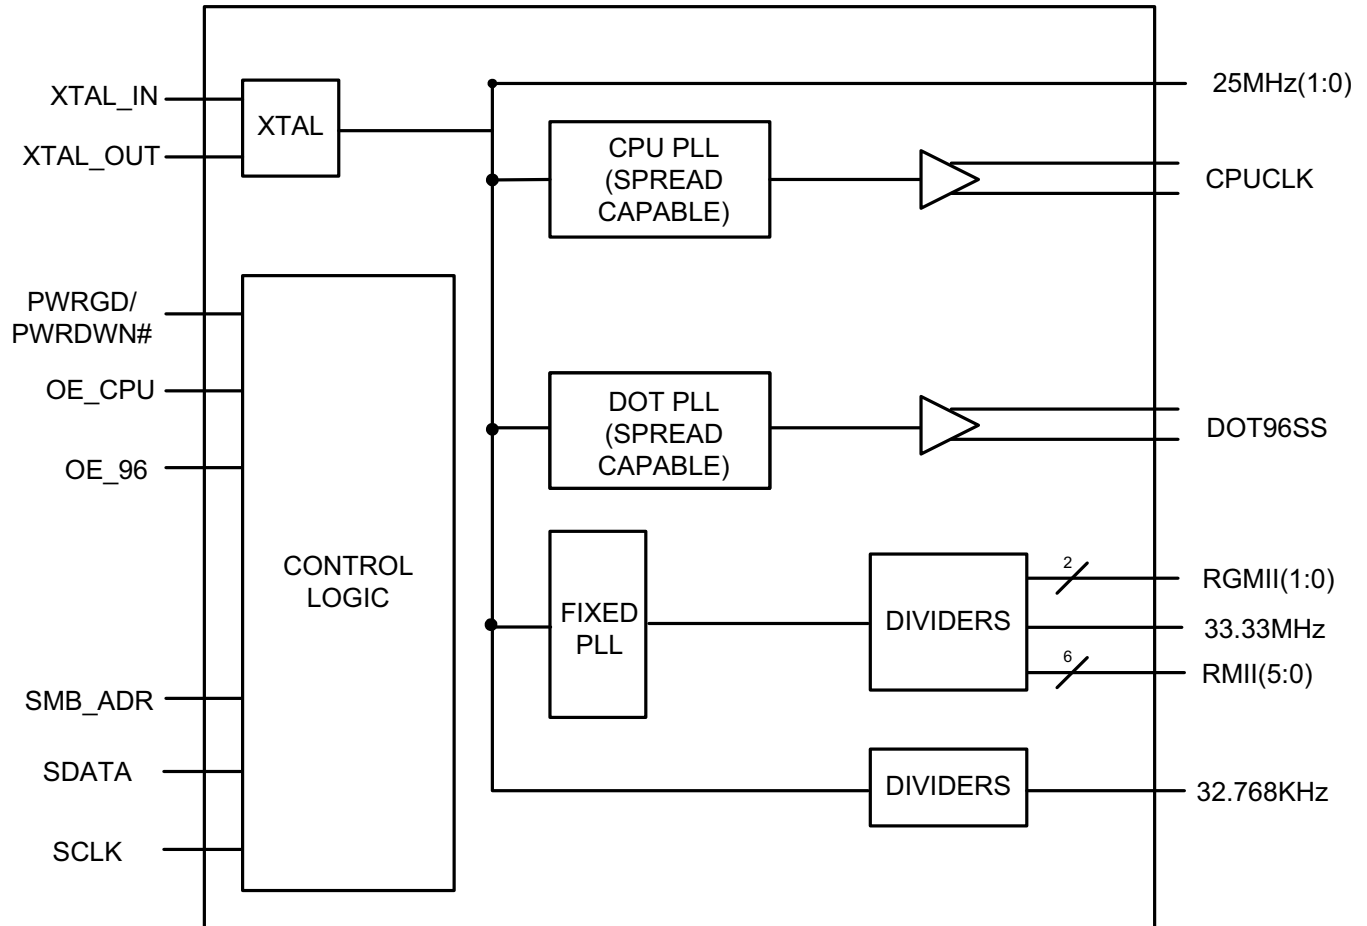 XTAL_IN
XTAL_OUT
XTAL
25MHz(1:0)
CPU PLL
(SPREAD
CAPABLE)
CPUCLK
PWRGD/
PWRDWN#
OE_CPU
OE_96
SMB_ADR
SDATA
SCLK
CONTROL
LOGIC
DOT PLL
(SPREAD
CAPABLE)
DOT96SS
FIXED
PLL
DIVIDERS
2
RGMII(1:0)
33.33MHz
6
RMII(5:0)
DIVIDERS
32.768KHz